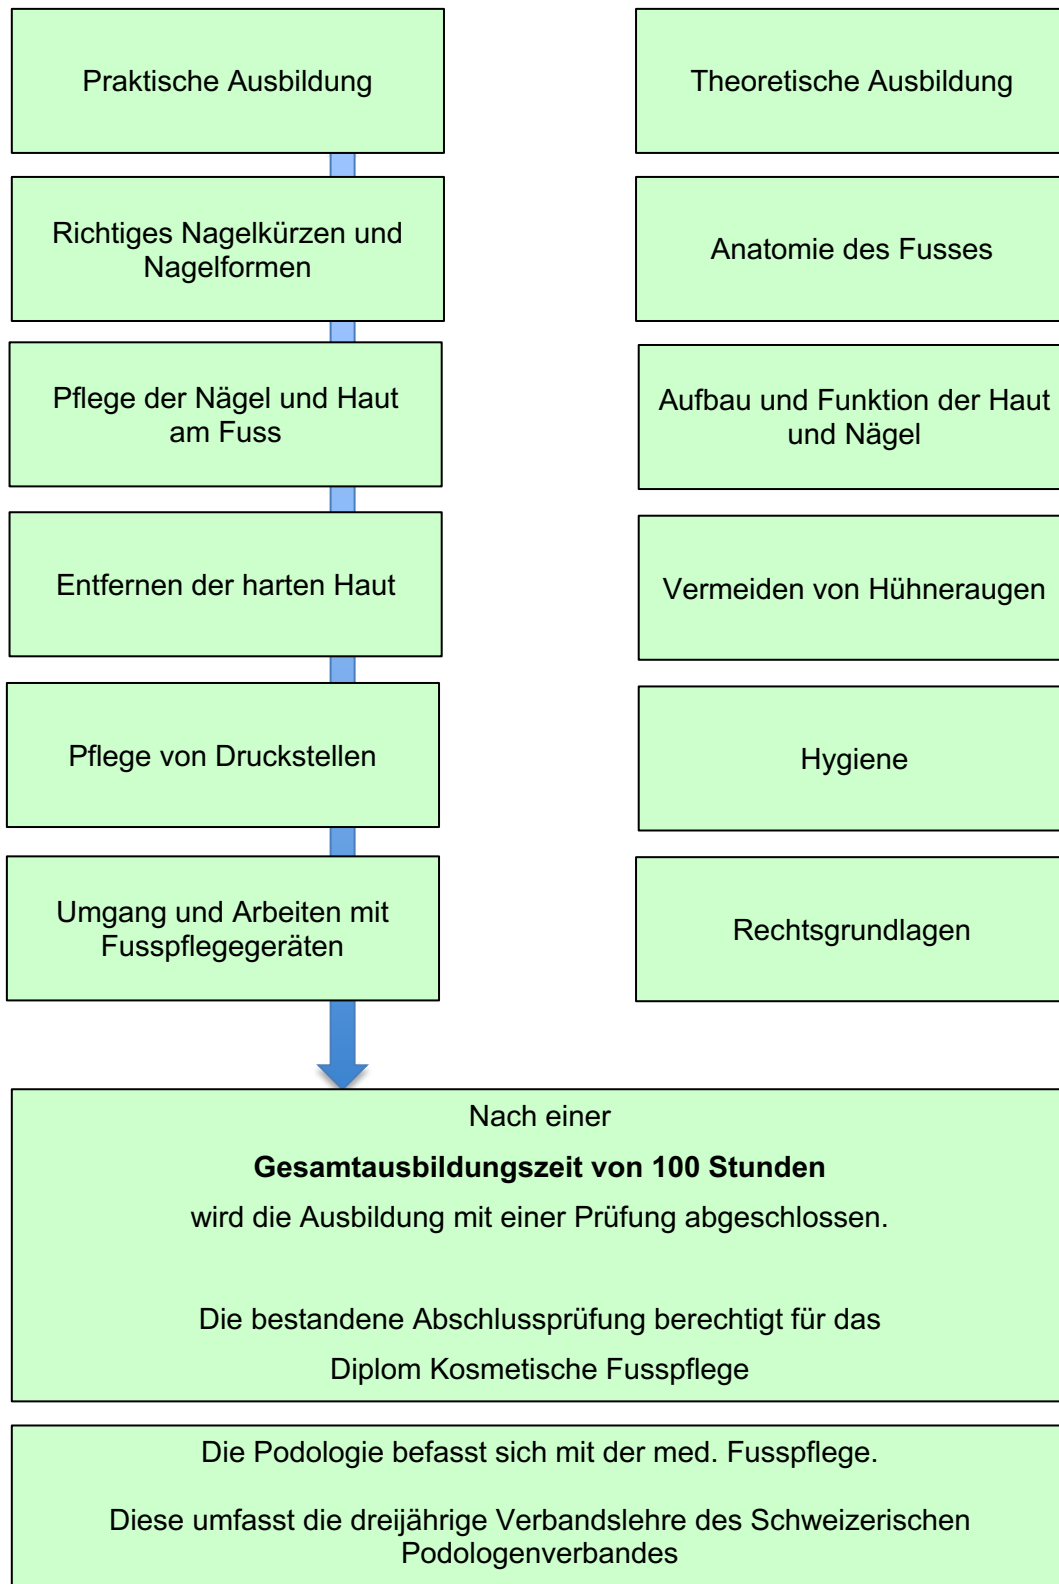 Praktische Ausbildung
Theoretische Ausbildung
Richtiges Nagelkürzen und
Nagelformen
Anatomie des Fusses
Pflege der Nägel und Haut
am Fuss
Aufbau und Funktion der Haut
und Nägel
Entfernen der harten Haut
Vermeiden von Hühneraugen
Pflege von Druckstellen
Hygiene
Umgang und Arbeiten mit
Fusspflegegeräten
Rechtsgrundlagen
Nach einer
Gesamtausbildungszeit von 100 Stunden
wird die Ausbildung mit einer Prüfung abgeschlossen.
Die bestandene Abschlussprüfung berechtigt für das
Diplom Kosmetische Fusspflege
Die Podologie befasst sich mit der med. Fusspflege.
Diese umfasst die dreijährige Verbandslehre des Schweizerischen
Podologenverbandes